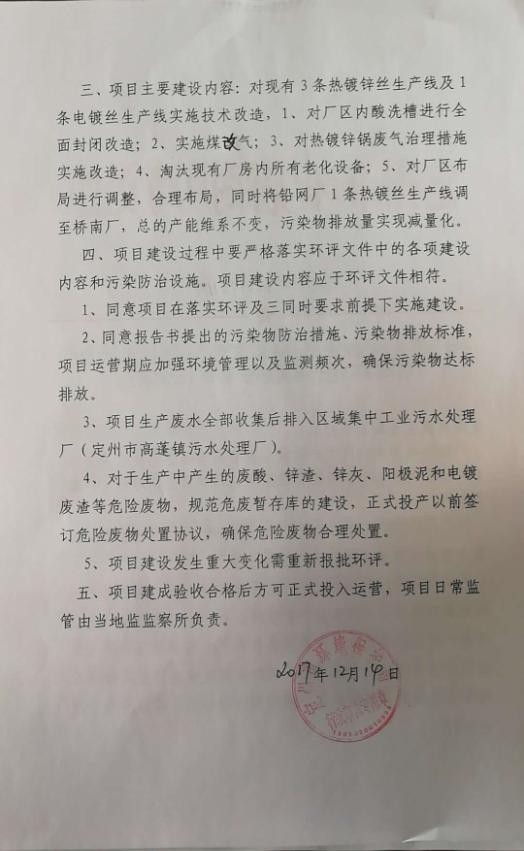 三、项目主要建设内容：对现有3条热镀锌丝生产线及1
条电镀丝生产线实施技术改造，1、对厂区内酸洗槽进行全
面封闭改造；2、实施煤改气；3、对热镀锌锅废气治理措施
实施改造；4、淘汰现有厂房内所有老化设备；5、对厂区布
局进行调整，合理布局，同时将铅网厂1条热镀丝生产线调
至桥南厂，总的产能维系不变，污染物排放量实现减量化。
四、项目建设过程中要严格落实环评文件中的各项建设
内容和污染防治设施。项目建设内容应于环评文件相符。
1、同意项目在落实环评及三同时要求前提下实施建设。
2、同意报告书提出的污染物防治措施、污染物排放标准，
项目运营期应加强环境管理以及监测频次，确保污染物达标
排放。
3、项目生产废水全部收集后排入区域集中工业污水处理
厂（定州市高蓬镇污水处理厂）。
4、对于生产中产生的废酸、锌渣、锌灰、阳极泥和电镀
废渣等危险废物，规范危废暂存库的建设，正式投产以前签
订危险废物处置协议，确保危险废物合理处置。
5、项目建设发生重大变化需重新报批环评。
五、项目建成验收合格后方可正式投入运营，项目日常监
管由当地监监察所负责。
2017年12月14日